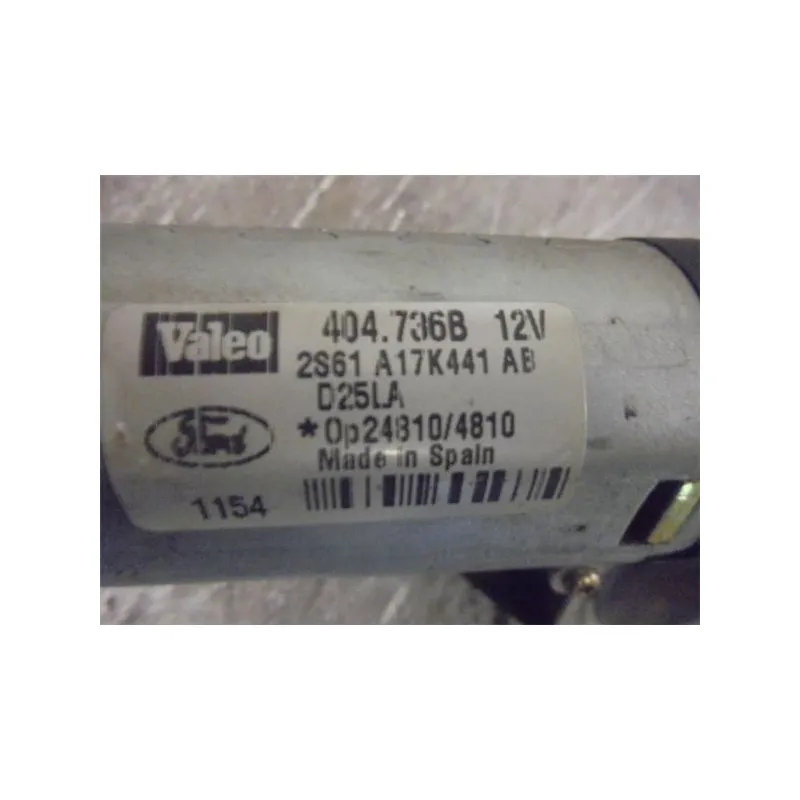 Valeo 404.736B 12V
2S61 A17K441 AB
D25LA
*Op24810/4810
Made in Spain
Ford
1154